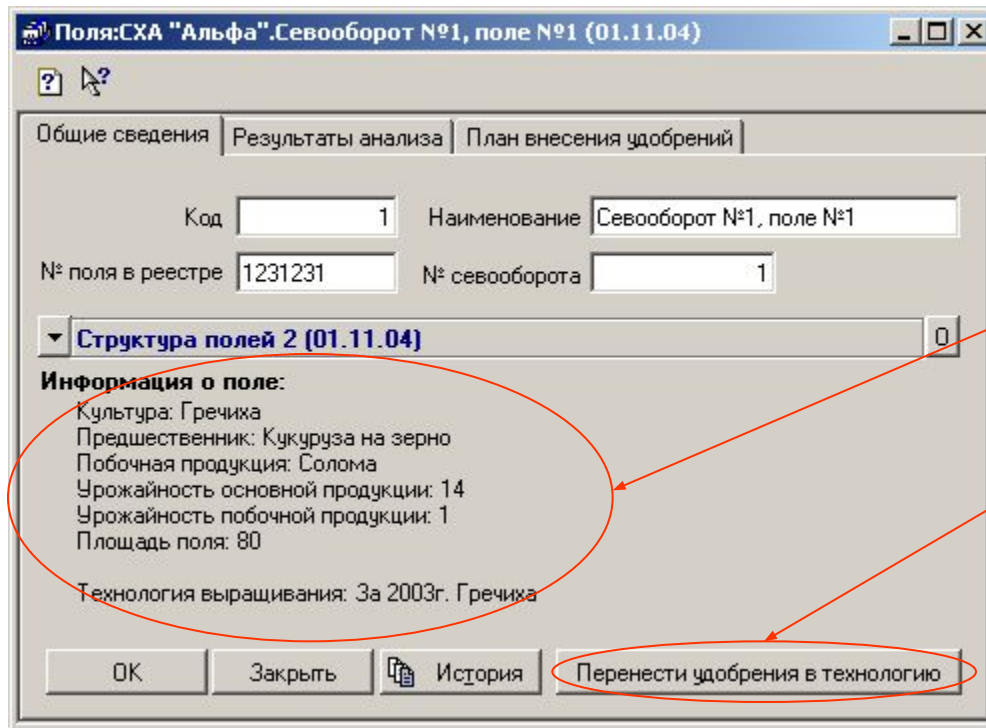 Поля:СХА "Альфа".Севооборот №1, поле №1 (01.11.04)
Общие сведения Результаты анализа План внесения удобрений
Код 1 Наименование Севооборот №1, поле №1
№ поля в реестре 1231231 № севооборота 1
Структура полей 2 (01.11.04) О
Информация о поле:
Культура: Гречиха
Предшественник: Кукуруза на зерно
Побочная продукция: Солома
Урожайность основной продукции: 14
Урожайность побочной продукции: 1
Площадь поля: 80
Технология выращивания: За 2003г. Гречиха
OK Закрыть История Перенести удобрения в технологию